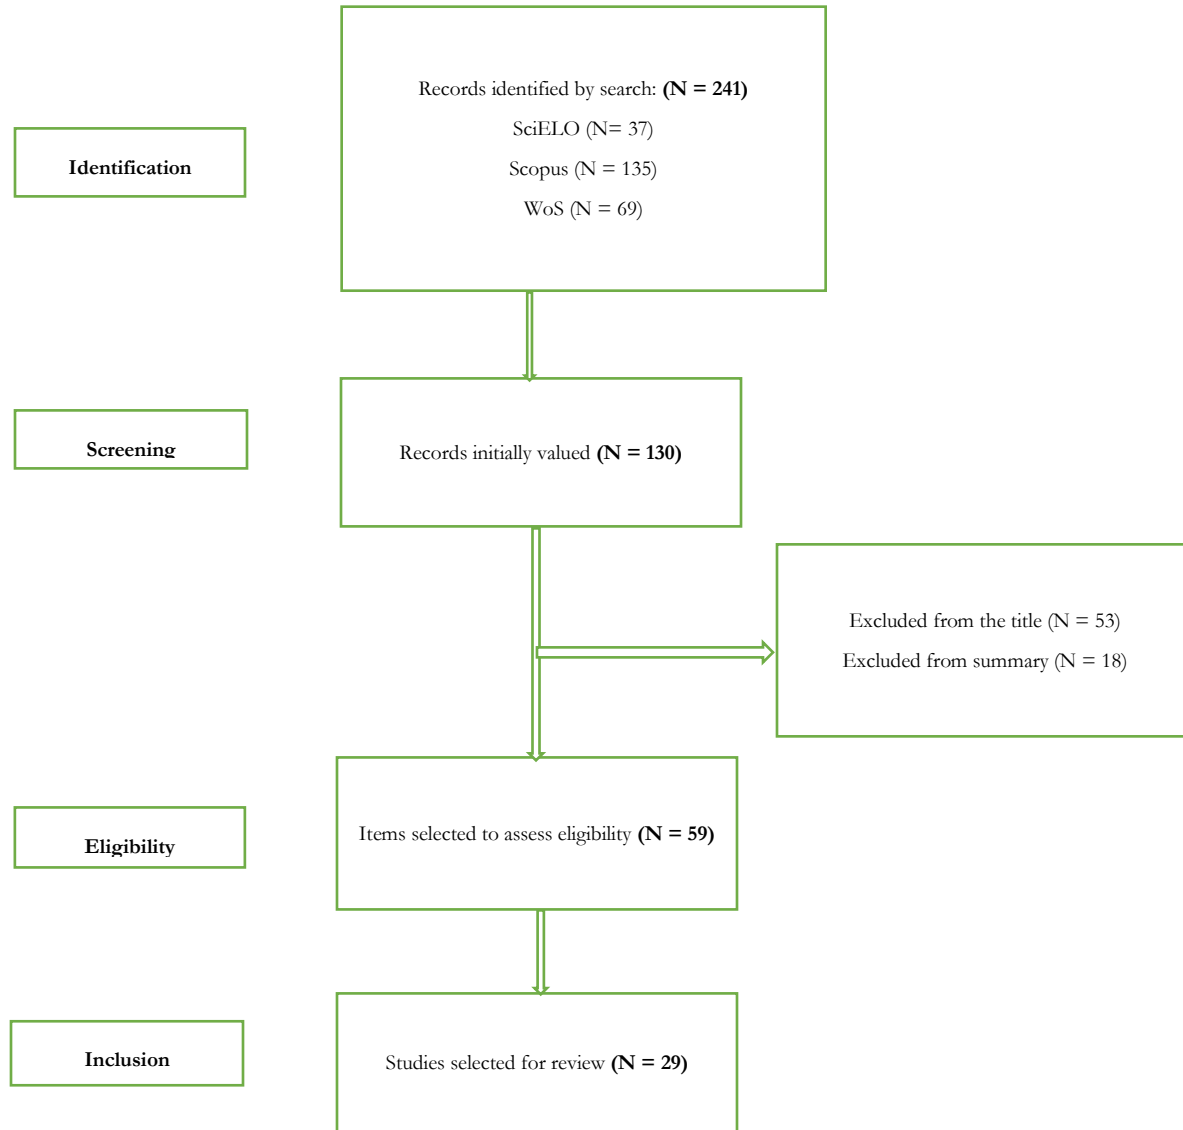 Identification
Records identified by search: (N = 241)
SciELO (N= 37)
Scopus (N = 135)
WoS (N = 69)
Screening
Records initially valued (N = 130)
Excluded from the title (N = 53)
Excluded from summary (N = 18)
Eligibility
Items selected to assess eligibility (N = 59)
Inclusion
Studies selected for review (N = 29)